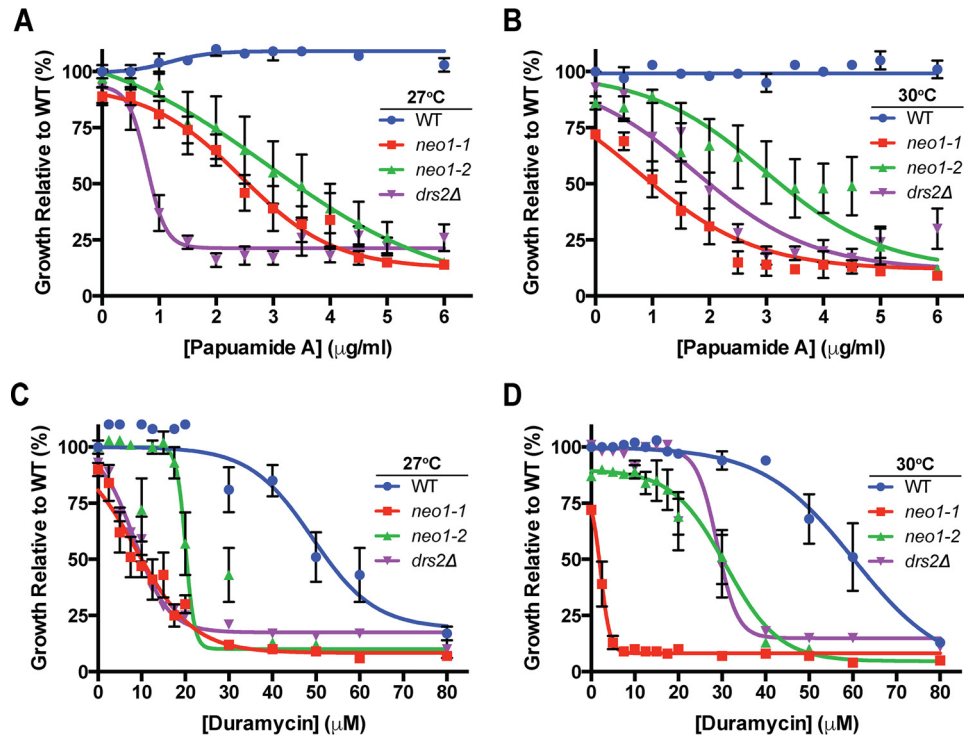 A
Growth Relative to WT (%)
100
75
50
25
0
0 1 2 3 4 5 6
[Papuamide A] (μg/ml)
27°C
WT
neo1-1
neo1-2
drs2Δ
B
Growth Relative to WT (%)
100
75
50
25
0
0 1 2 3 4 5 6
[Papuamide A] (μg/ml)
30°C
WT
neo1-1
neo1-2
drs2Δ
C
Growth Relative to WT (%)
100
75
50
25
0
0 10 20 30 40 50 60 70 80
[Duramycin] (μM)
27°C
WT
neo1-1
neo1-2
drs2Δ
D
Growth Relative to WT (%)
100
75
50
25
0
0 10 20 30 40 50 60 70 80
[Duramycin] (μM)
30°C
WT
neo1-1
neo1-2
drs2Δ